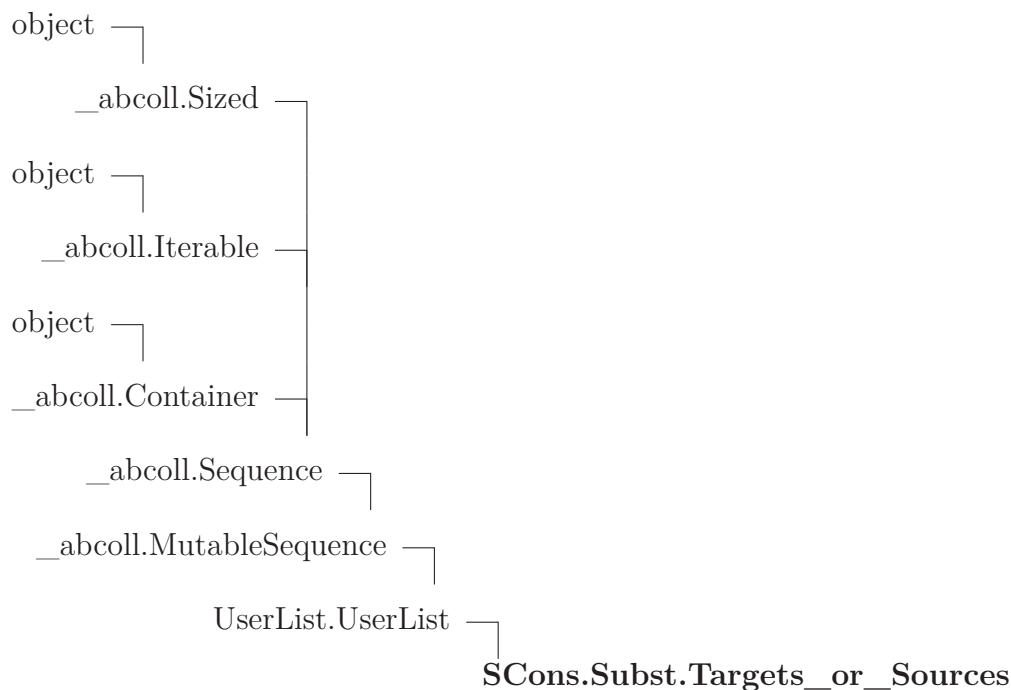 object
_abcoll.Sized
object
_abcoll.Iterable
object
_abcoll.Container
_abcoll.Sequence
_abcoll.MutableSequence
UserList.UserList
SCons.Subst.Targets_or_Sources